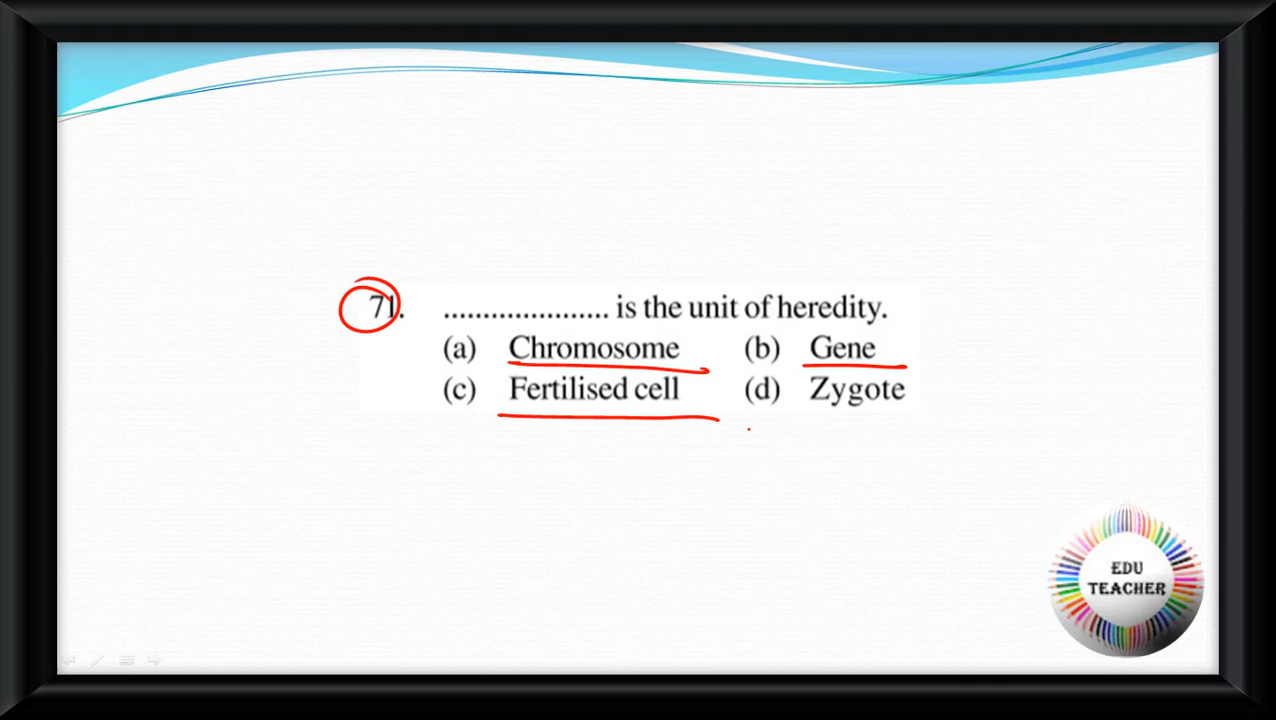 71. ..................... is the unit of heredity.
(a) Chromosome (b) Gene
(c) Fertilised cell (d) Zygote
EDU
TEACHER